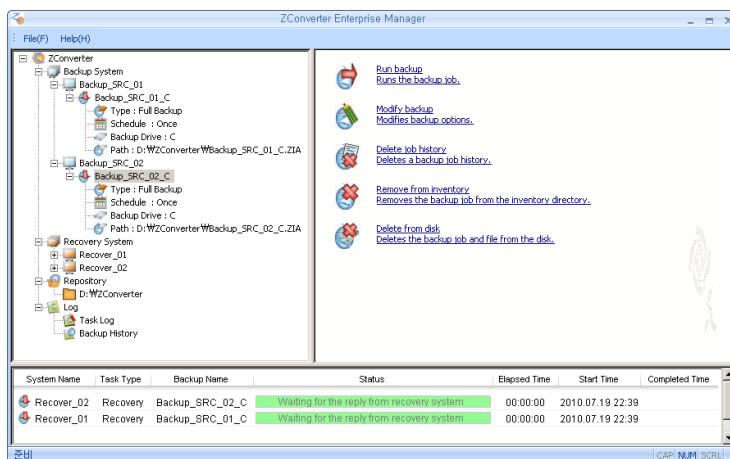 ZConverter Enterprise Manager
File(F) Help(H)
ZConverter
Backup System
Backup_SRC_01
Backup_SRC_01_C
Type : Full Backup
Schedule : Once
Backup Drive : C
Path : D:₩ZConverter₩Backup_SRC_01_C.ZIA
Backup_SRC_02
Backup_SRC_02_C
Type : Full Backup
Schedule : Once
Backup Drive : C
Path : D:₩ZConverter₩Backup_SRC_02_C.ZIA
Recovery System
Recover_01
Recover_02
Repository
D:₩ZConverter
Log
Task Log
Backup History
Run backup
Runs the backup job.
Modify backup
Modifies backup options.
Delete job history
Deletes a backup job history.
Remove from inventory
Removes the backup job from the inventory directory.
Delete from disk
Deletes the backup job and file from the disk.
System Name Task Type Backup Name Status Elapsed Time Start Time Completed Time
Recover_02 Recovery Backup_SRC_02_C Waiting for the reply from recovery system 00:00:00 2010.07.19 22:39
Recover_01 Recovery Backup_SRC_01_C Waiting for the reply from recovery system 00:00:00 2010.07.19 22:39
준비 CAP NUM SCRL